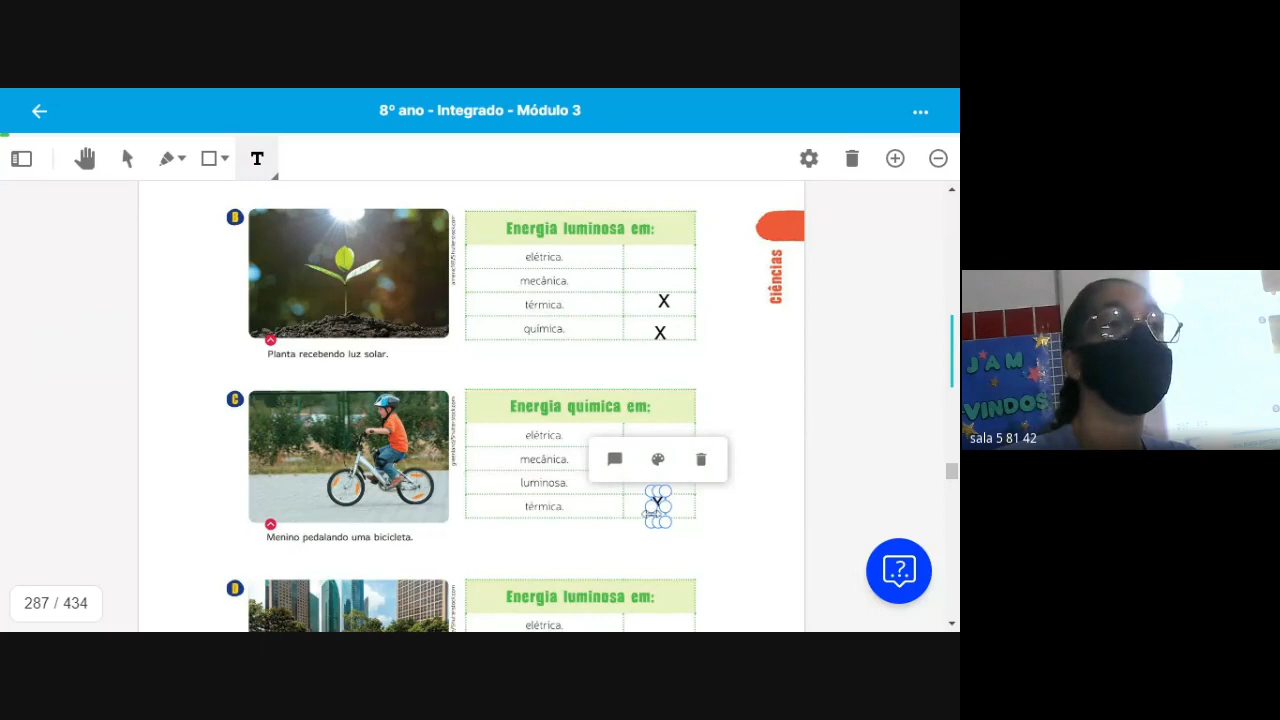 8º ano - Integrado - Módulo 3
T
B
Energia luminosa em:
elétrica.
mecânica.
térmica. X
química. X
Planta recebendo luz solar.
Ciências
C
Energia química em:
elétrica.
mecânica.
luminosa.
térmica. X
Menino pedalando uma bicicleta.
D
Energia luminosa em:
elétrica.
287 / 434
JAM
VINDOS
sala 5 81 42